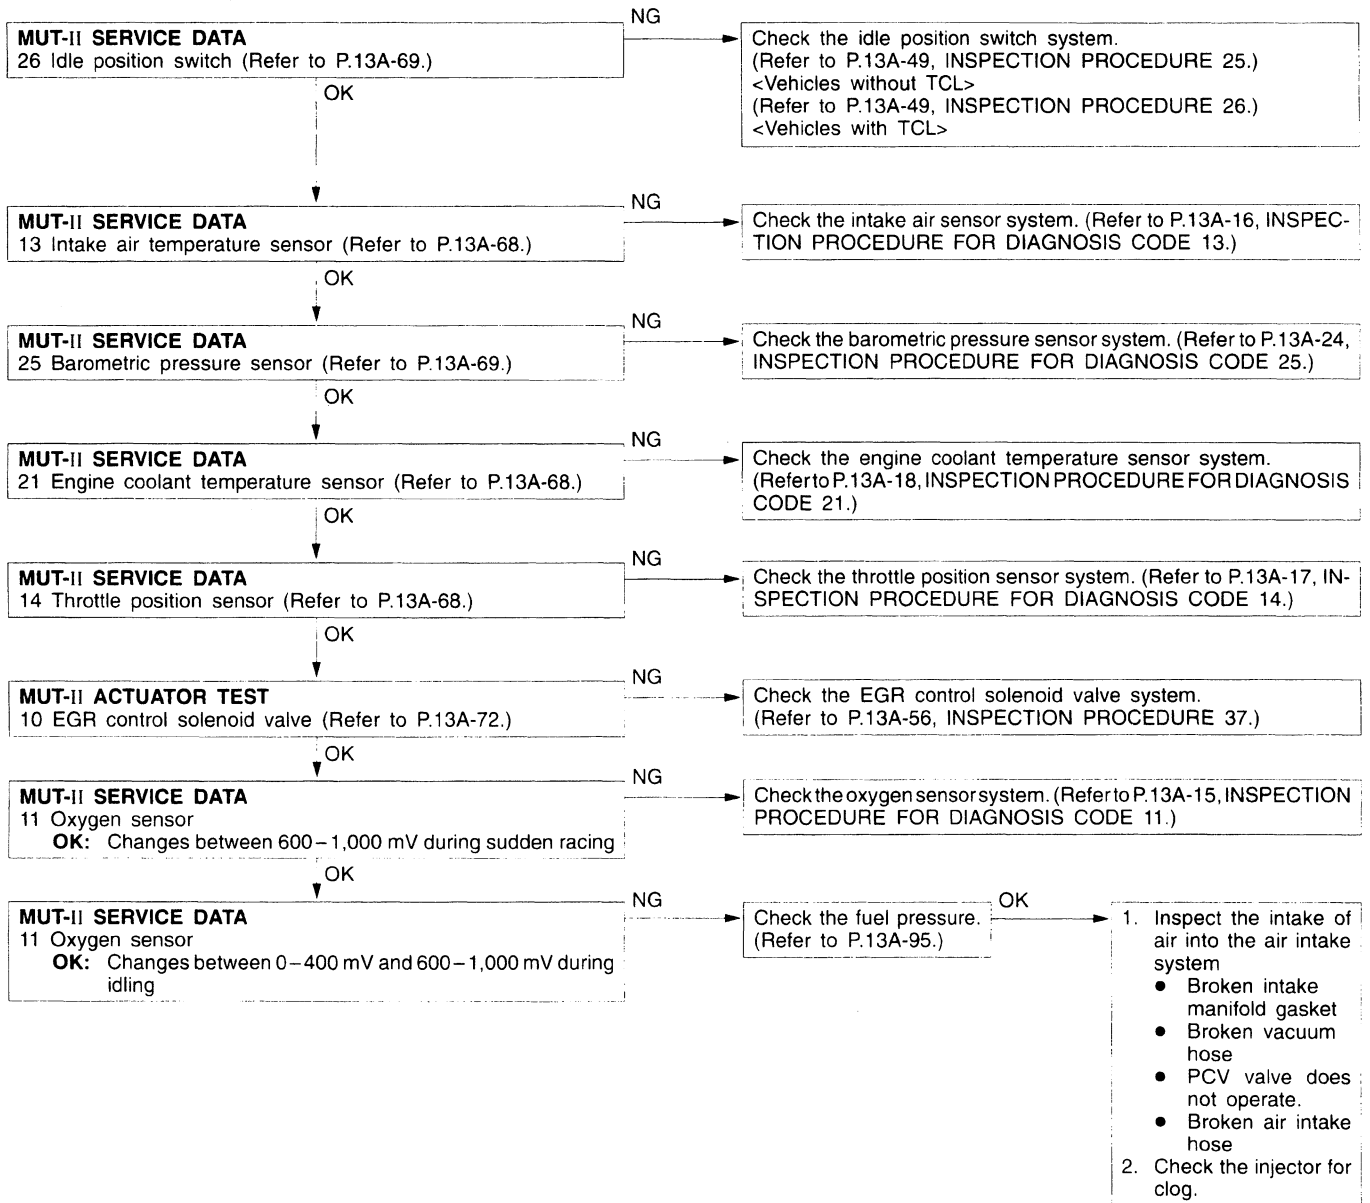 NG
MUT-II SERVICE DATA
26 Idle position switch (Refer to P.13A-69.)
Check the idle position switch system.
(Refer to P.13A-49, INSPECTION PROCEDURE 25.)
<Vehicles without TCL>
(Refer to P.13A-49, INSPECTION PROCEDURE 26.)
<Vehicles with TCL>
OK
NG
MUT-II SERVICE DATA
13 Intake air temperature sensor (Refer to P.13A-68.)
Check the intake air sensor system. (Refer to P.13A-16, INSPEC-
TION PROCEDURE FOR DIAGNOSIS CODE 13.)
OK
NG
MUT-II SERVICE DATA
25 Barometric pressure sensor (Refer to P.13A-69.)
Check the barometric pressure sensor system. (Refer to P.13A-24,
INSPECTION PROCEDURE FOR DIAGNOSIS CODE 25.)
OK
NG
MUT-II SERVICE DATA
21 Engine coolant temperature sensor (Refer to P.13A-68.)
Check the engine coolant temperature sensor system.
(Refer to P.13A-18, INSPECTION PROCEDURE FOR DIAGNOSIS
CODE 21.)
OK
NG
MUT-II SERVICE DATA
14 Throttle position sensor (Refer to P.13A-68.)
Check the throttle position sensor system. (Refer to P.13A-17, IN-
SPECTION PROCEDURE FOR DIAGNOSIS CODE 14.)
OK
NG
MUT-II ACTUATOR TEST
10 EGR control solenoid valve (Refer to P.13A-72.)
Check the EGR control solenoid valve system.
(Refer to P.13A-56, INSPECTION PROCEDURE 37.)
OK
NG
MUT-II SERVICE DATA
11 Oxygen sensor
OK: Changes between 600–1,000 mV during sudden racing
Check the oxygen sensor system. (Refer to P.13A-15, INSPECTION
PROCEDURE FOR DIAGNOSIS CODE 11.)
OK
NG
MUT-II SERVICE DATA
11 Oxygen sensor
OK: Changes between 0–400 mV and 600–1,000 mV during
idling
Check the fuel pressure.
(Refer to P.13A-95.)
OK
1. Inspect the intake of
air into the air intake
system
● Broken intake
manifold gasket
● Broken vacuum
hose
● PCV valve does
not operate.
● Broken air intake
hose
2. Check the injector for
clog.